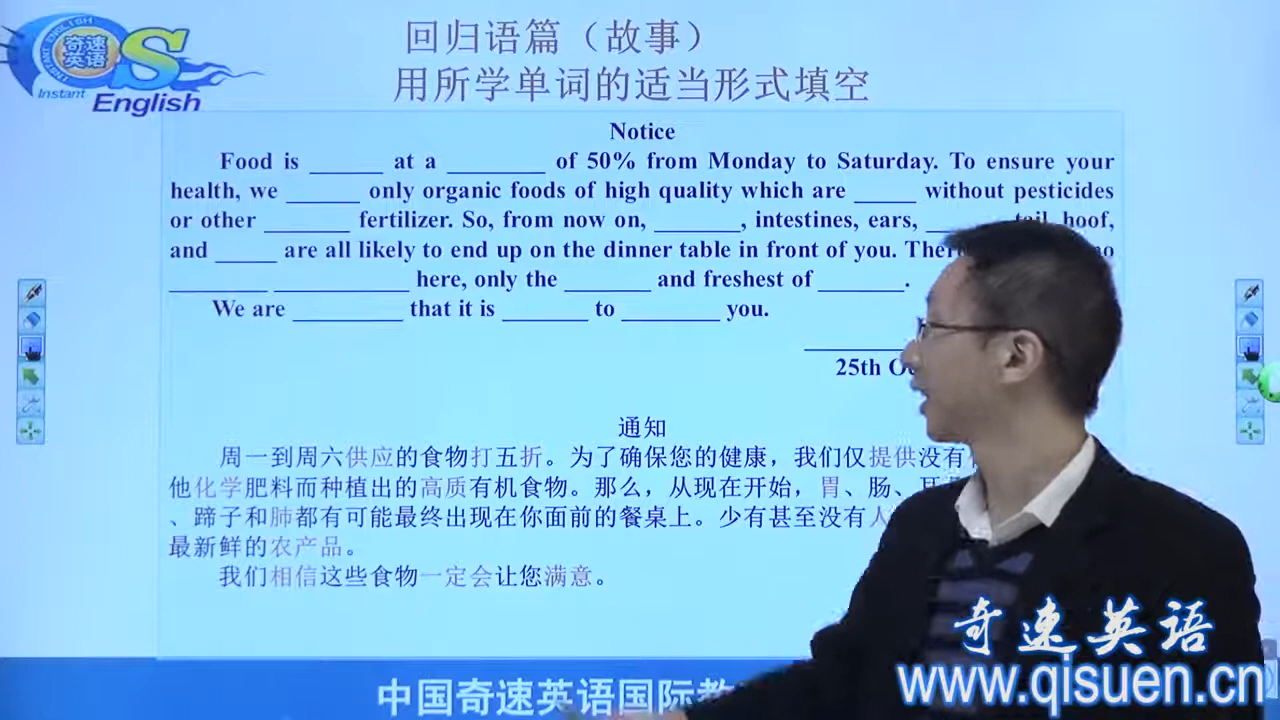 INSTANT ENGLISH
奇速
英语
S
Instant
English
回归语篇（故事）
用所学单词的适当形式填空
Notice
Food is ______ at a ________ of 50% from Monday to Saturday. To ensure your
health, we ______ only organic foods of high quality which are _____ without pesticides
or other _______ fertilizer. So, from now on, _______, intestines, ears, ______ tail, hoof,
and _____ are all likely to end up on the dinner table in front of you. no
________ ___________ here, only the _______ and freshest of _______.
We are _________ that it is _______ to ________ you.
25th
通知
周一到周六供应的食物打五折。为了确保您的健康，我们仅提供没有
他化学肥料而种植出的高质有机食物。那么，从现在开始，胃、肠、耳
、蹄子和肺都有可能最终出现在你面前的餐桌上。少有甚至没有人
最新鲜的农产品。
我们相信这些食物一定会让您满意。
中国奇速英语国际教
奇速英语
www.qisuen.cn